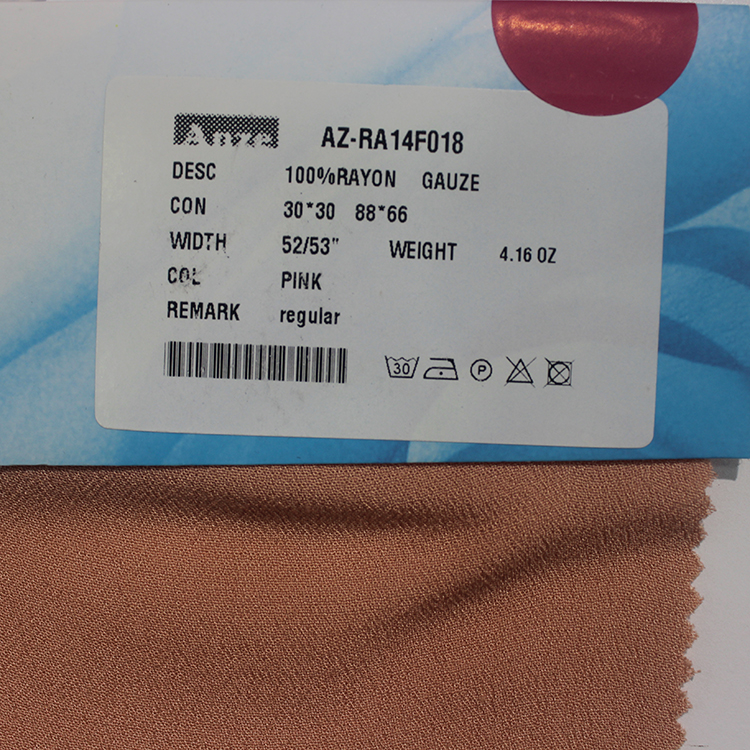 Anze AZ-RA14F018
DESC 100%RAYON GAUZE
CON 30*30 88*66
WIDTH 52/53" WEIGHT 4.16 OZ
COL PINK
REMARK regular
30 P